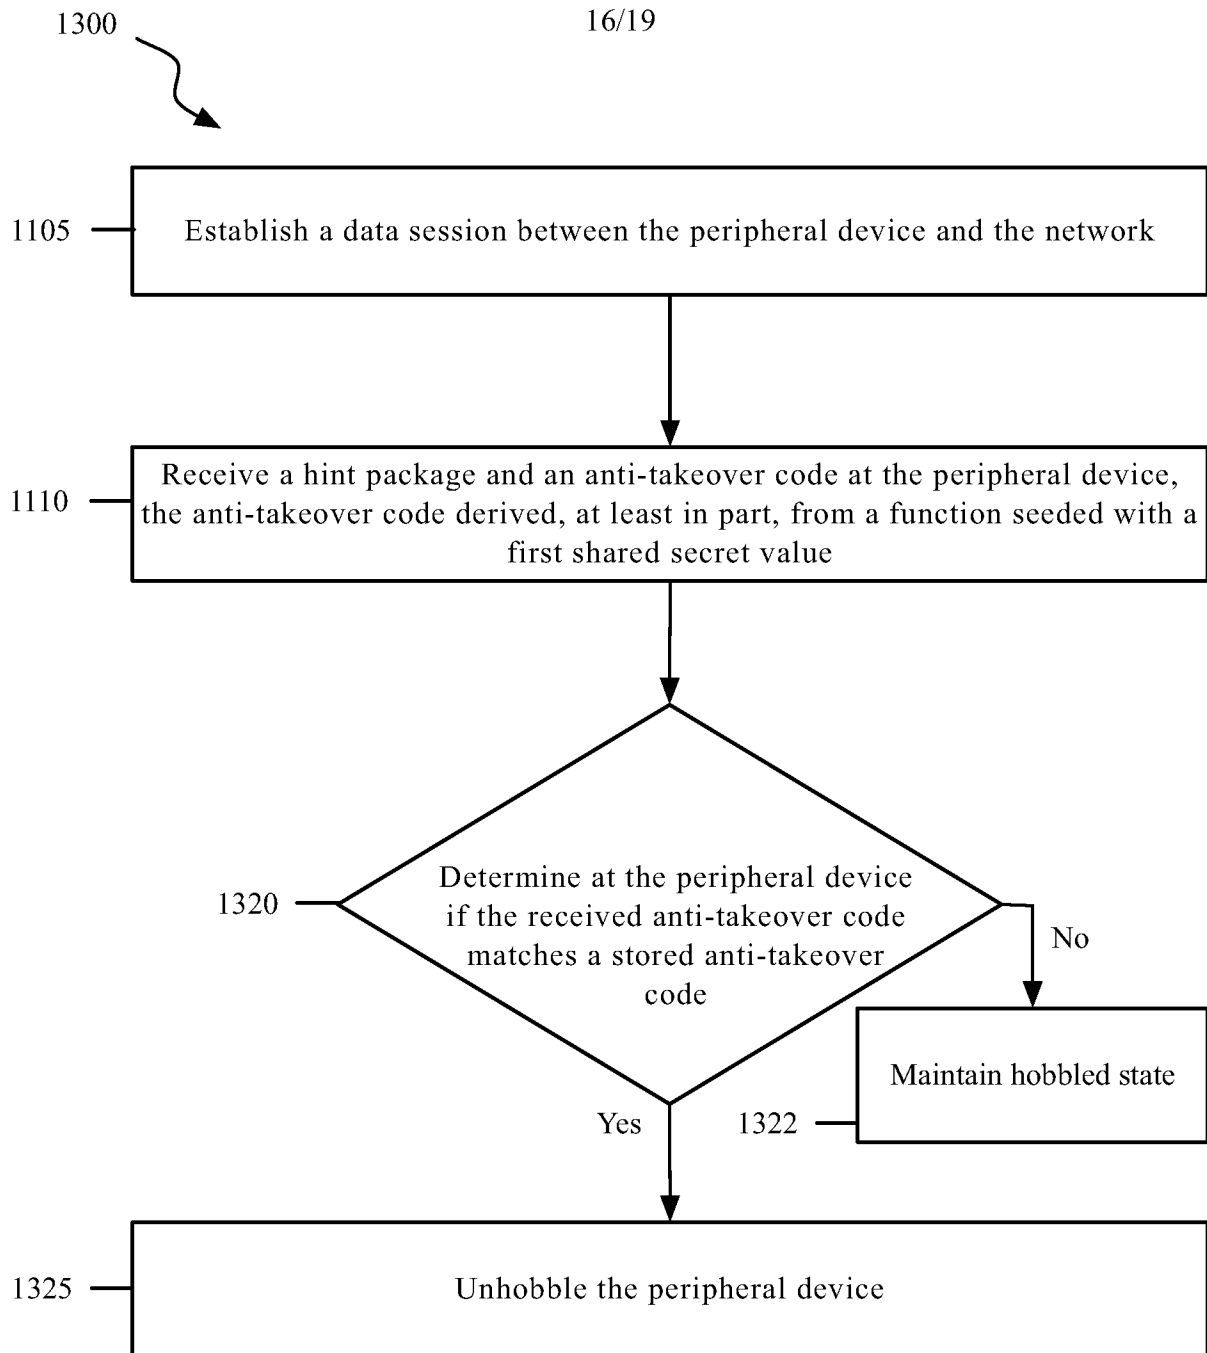 1300
16/19
1105
Establish a data session between the peripheral device and the network
1110
Receive a hint package and an anti-takeover code at the peripheral device,
the anti-takeover code derived, at least in part, from a function seeded with a
first shared secret value
1320
Determine at the peripheral device
if the received anti-takeover code
matches a stored anti-takeover
code
No
Maintain hobbled state
1322
Yes
1325
Unhobble the peripheral device